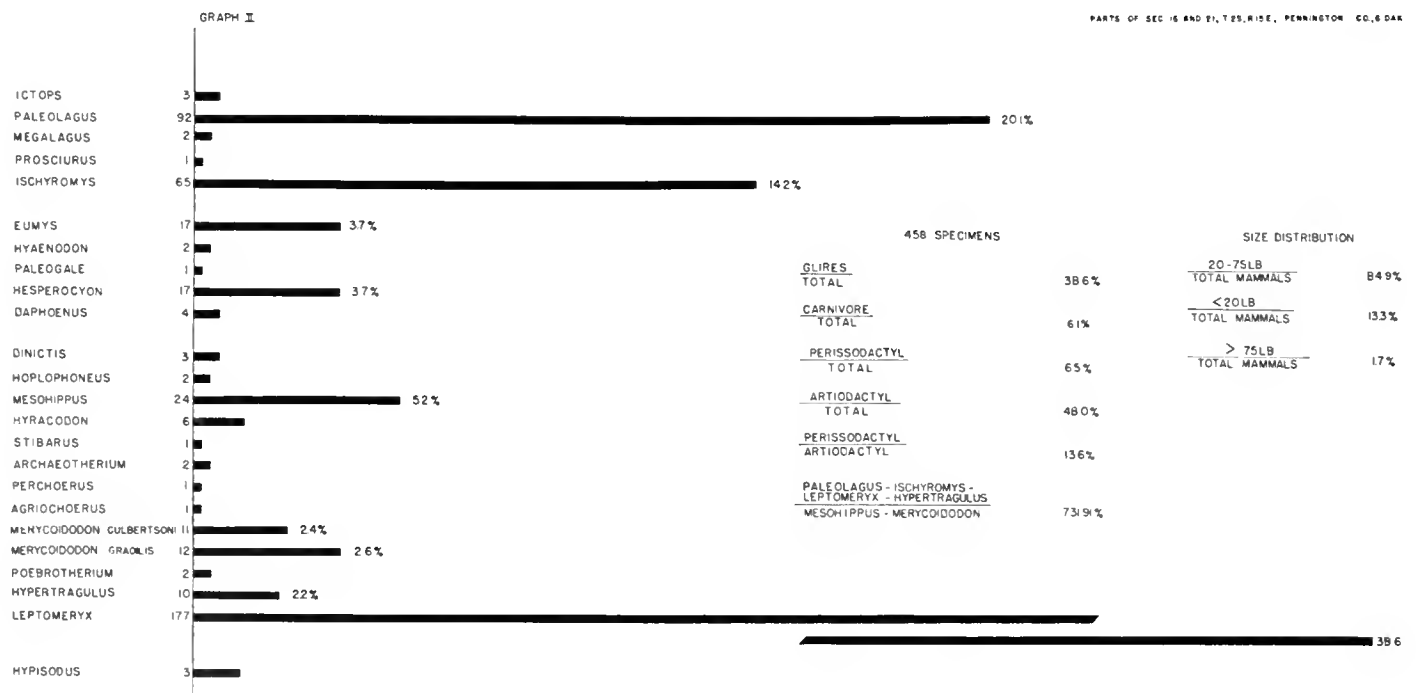 GRAPH II
PARTS OF SEC 16 AND 21, T2S, R15E, PENNINGTON CO., S DAK
ICTOPS 3
PALEOLAGUS 92 20.1%
MEGALAGUS 2
PROSCIURUS 1
ISCHYROMYS 65 14.2%
EUMYS 17 3.7%
HYAENODON 2
PALEOGALE 1
HESPEROCYON 17 3.7%
DAPHOENUS 4
DINICTIS 3
HOPLOPHONEUS 2
MESOHIPPUS 24 5.2%
HYRACODON 6
STIBARUS 1
ARCHAEOTHERIUM 2
PERCHOERUS 1
AGRIOCHOERUS 1
MERYCOIDODON CULBERTSONI 11 2.4%
MERYCOIDODON GRACILIS 12 2.6%
POEBROTHERIUM 2
HYPERTRAGULUS 10 2.2%
LEPTOMERYX 177
38.6
HYPISODUS 3
458 SPECIMENS
GLIRES
TOTAL 38.6%
CARNIVORE
TOTAL 6.1%
PERISSODACTYL
TOTAL 6.5%
ARTIODACTYL
TOTAL 48.0%
PERISSODACTYL
ARTIODACTYL 13.6%
PALEOLAGUS - ISCHYROMYS -
LEPTOMERYX - HYPERTRAGULUS
MESOHIPPUS - MERYCOIDODON 731.91%
SIZE DISTRIBUTION
20-75LB
TOTAL MAMMALS 84.9%
<20LB
TOTAL MAMMALS 13.3%
> 75LB
TOTAL MAMMALS 1.7%